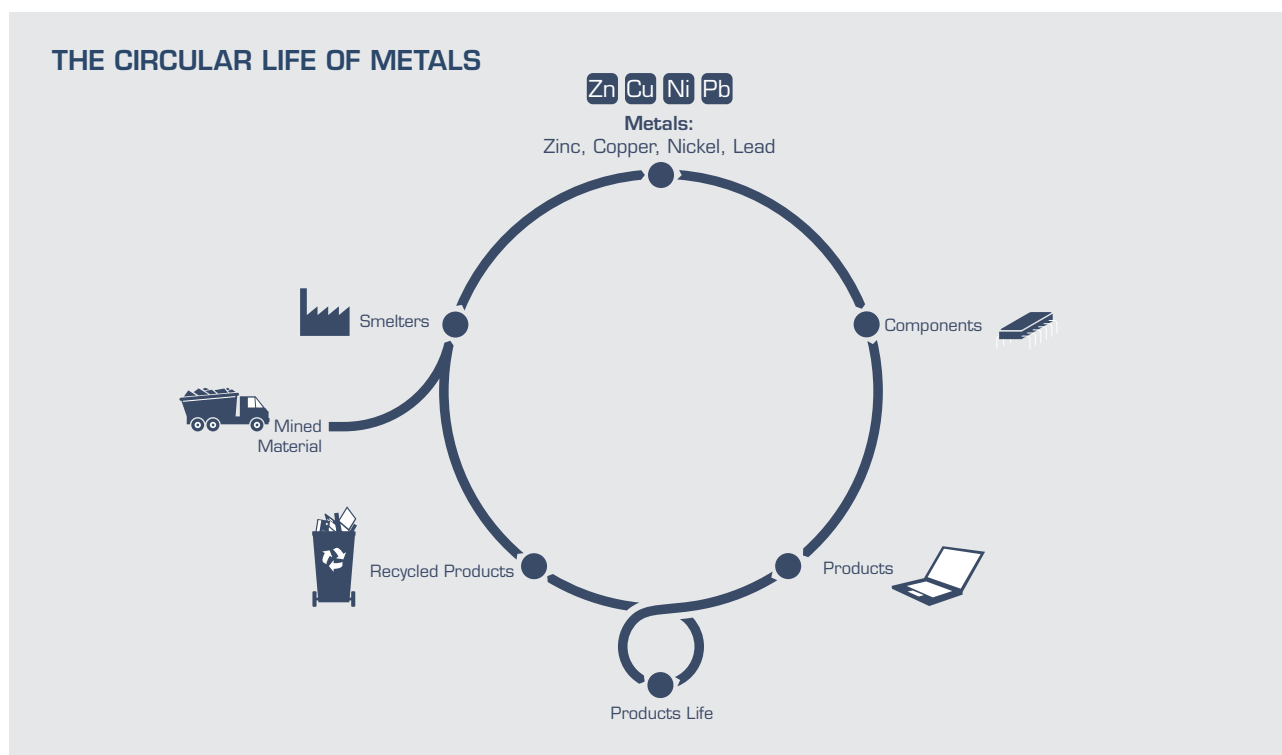 THE CIRCULAR LIFE OF METALS
Zn Cu Ni Pb
Metals:
Zinc, Copper, Nickel, Lead
Smelters
Components
Mined
Material
Recycled Products
Products
Products Life